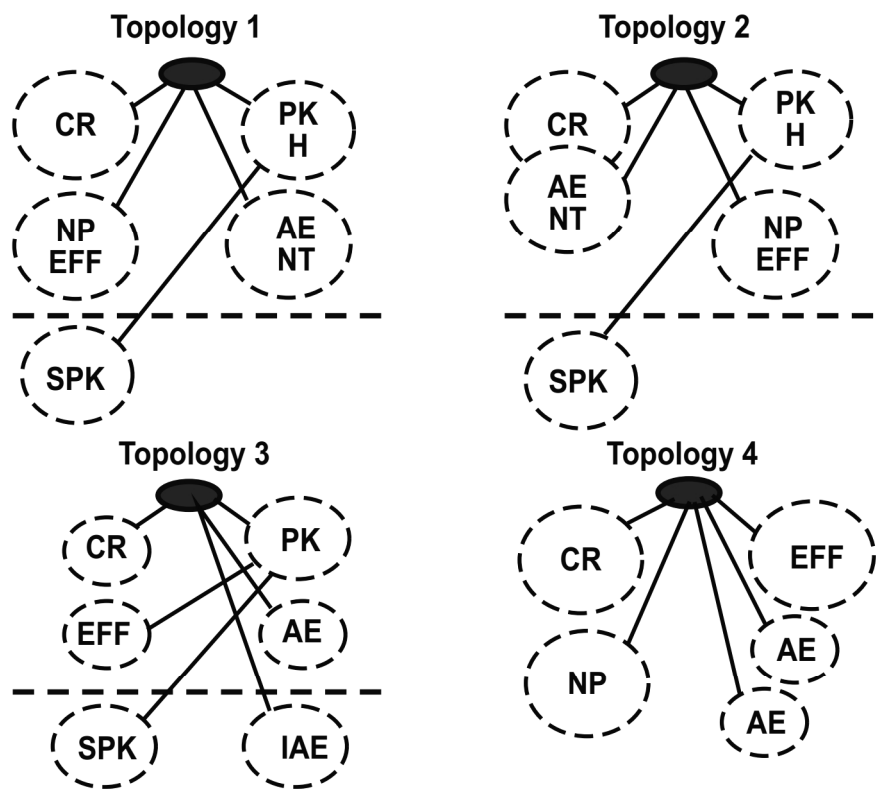 Topology 1
CR
PK
H
NP
EFF
AE
NT
SPK
Topology 2
CR
PK
H
AE
NT
NP
EFF
SPK
Topology 3
CR
PK
EFF
AE
SPK
IAE
Topology 4
CR
EFF
NP
AE
AE